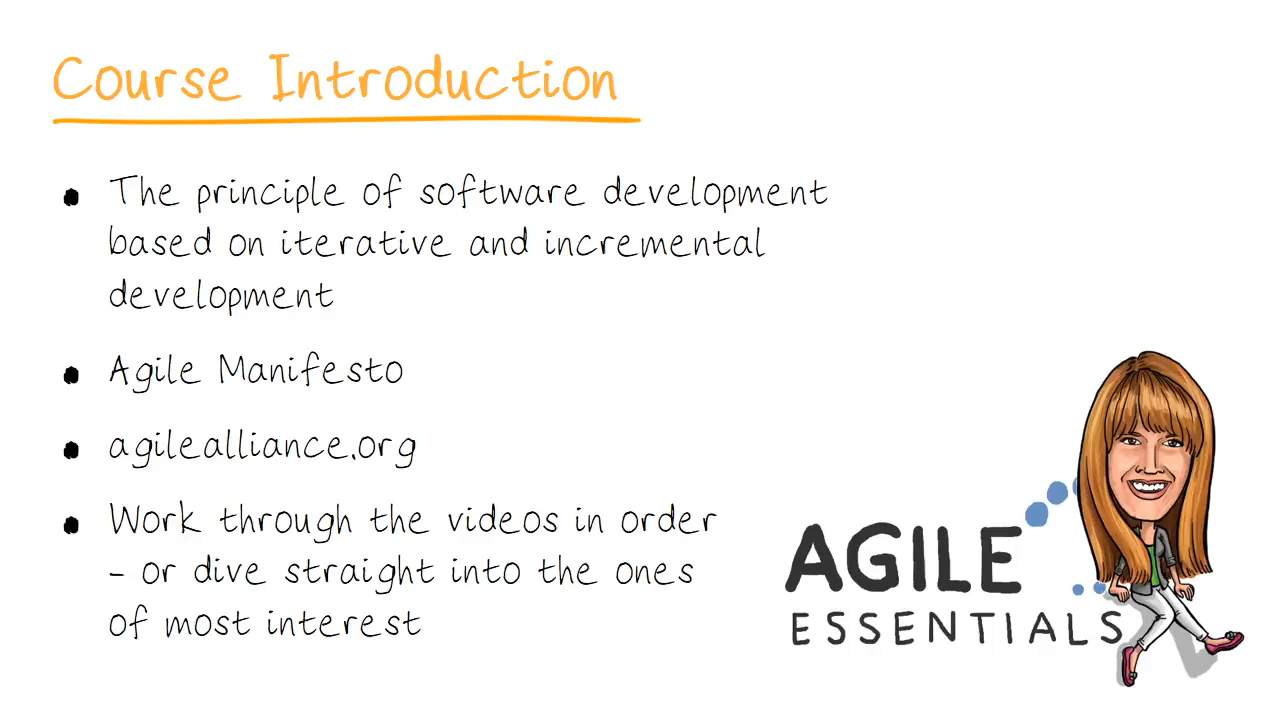 Course Introduction
• The principle of software development
based on iterative and incremental
development
• Agile Manifesto
• agilealliance.org
• Work through the videos in order
- or dive straight into the ones
of most interest
AGILE
ESSENTIALS